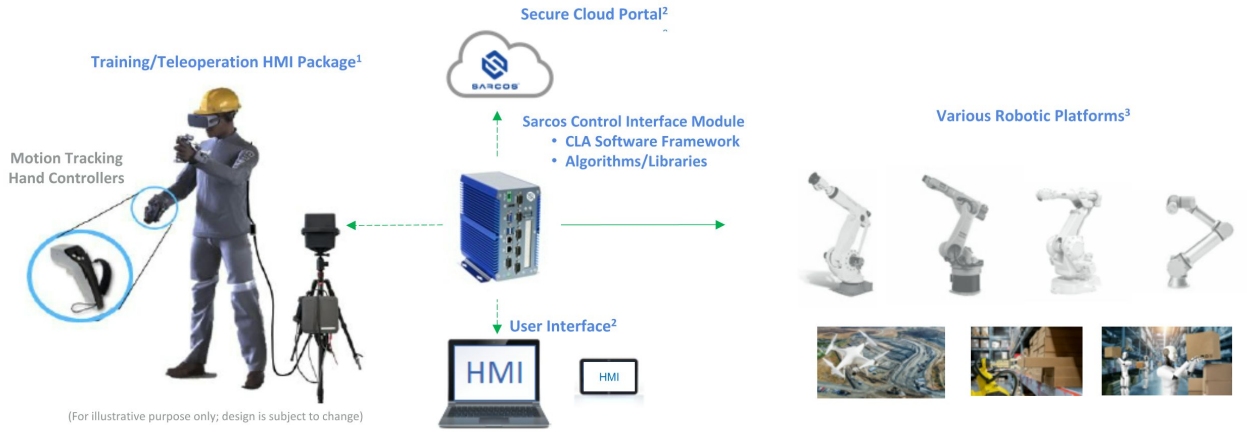 Secure Cloud Portal²
SARCOS
Training/Teleoperation HMI Package¹
Sarcos Control Interface Module
• CLA Software Framework
• Algorithms/Libraries
Various Robotic Platforms³
Motion Tracking
Hand Controllers
User Interface²
HMI
HMI
(For illustrative purpose only; design is subject to change)